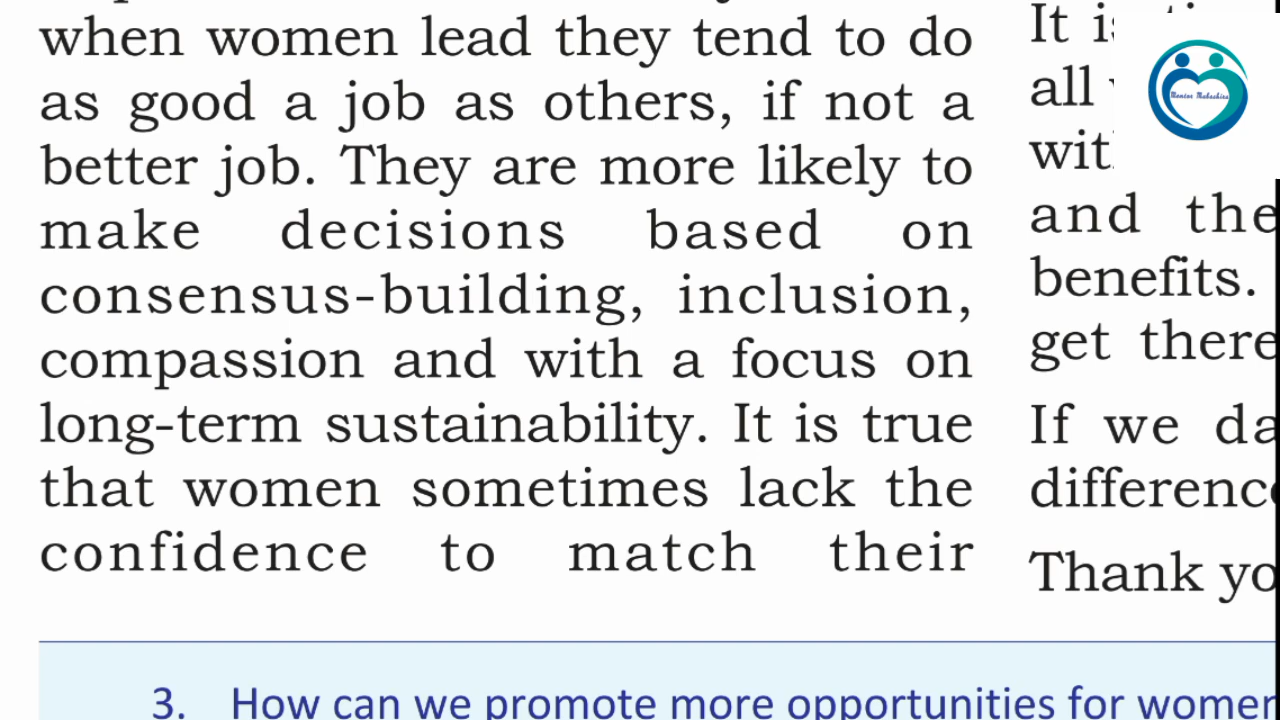 when women lead they tend to do
as good a job as others, if not a
better job. They are more likely to
make decisions based on
consensus-building, inclusion,
compassion and with a focus on
long-term sustainability. It is true
that women sometimes lack the
confidence to match their
It
all
and the
benefits.
get there
If we
Thank
3. How can we promote more opportunities for women